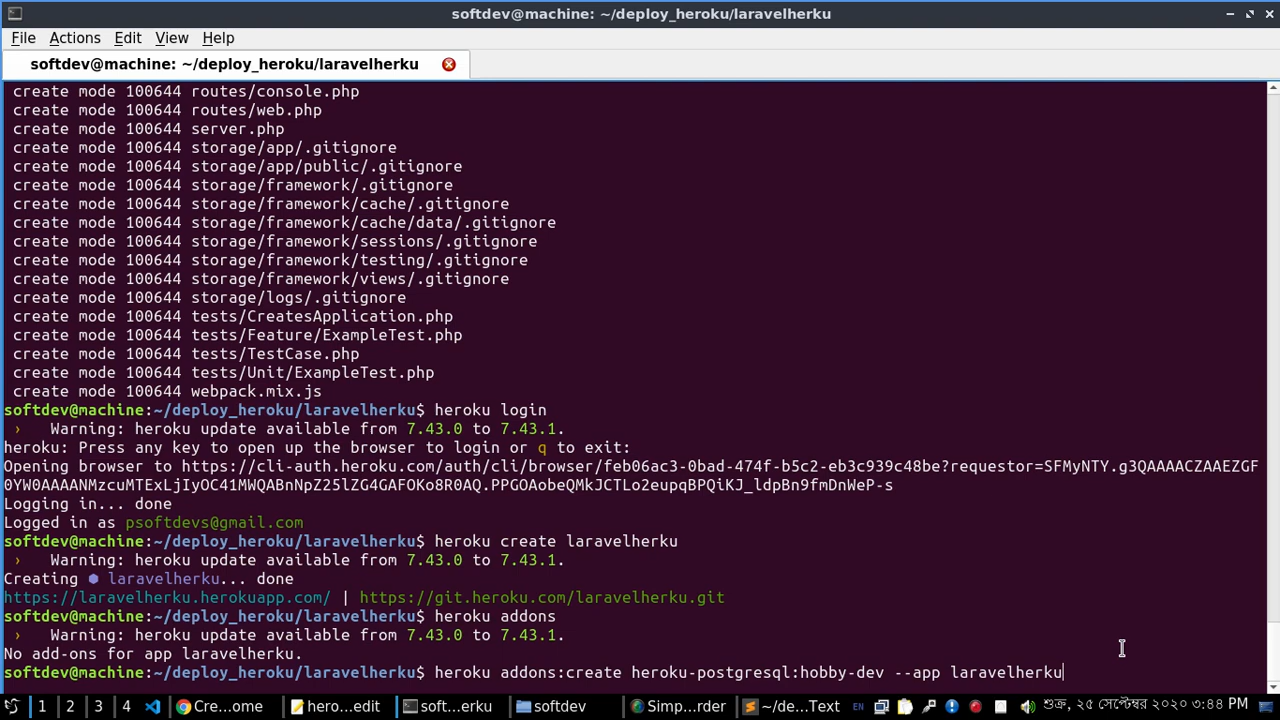 softdev@machine: ~/deploy_heroku/laravelherku
File Actions Edit View Help
softdev@machine: ~/deploy_heroku/laravelherku
create mode 100644 routes/console.php
create mode 100644 routes/web.php
create mode 100644 server.php
create mode 100644 storage/app/.gitignore
create mode 100644 storage/app/public/.gitignore
create mode 100644 storage/framework/.gitignore
create mode 100644 storage/framework/cache/.gitignore
create mode 100644 storage/framework/cache/data/.gitignore
create mode 100644 storage/framework/sessions/.gitignore
create mode 100644 storage/framework/testing/.gitignore
create mode 100644 storage/framework/views/.gitignore
create mode 100644 storage/logs/.gitignore
create mode 100644 tests/CreatesApplication.php
create mode 100644 tests/Feature/ExampleTest.php
create mode 100644 tests/TestCase.php
create mode 100644 tests/Unit/ExampleTest.php
create mode 100644 webpack.mix.js
softdev@machine:~/deploy_heroku/laravelherku$ heroku login
› Warning: heroku update available from 7.43.0 to 7.43.1.
heroku: Press any key to open up the browser to login or q to exit:
Opening browser to https://cli-auth.heroku.com/auth/cli/browser/feb06ac3-0bad-474f-b5c2-eb3c939c48be?requestor=SFMyNTY.g3QAAAACZAAEZGF
0YW0AAAANMzcuMTExLjIyOC41MWQABnNpZ25lZG4GAFOKo8R0AQ.PPGOAobeQMkJCTLo2eupqBPQiKJ_ldpBn9fmDnWeP-s
Logging in... done
Logged in as psoftdevs@gmail.com
softdev@machine:~/deploy_heroku/laravelherku$ heroku create laravelherku
› Warning: heroku update available from 7.43.0 to 7.43.1.
Creating ⬢ laravelherku... done
https://laravelherku.herokuapp.com/ | https://git.heroku.com/laravelherku.git
softdev@machine:~/deploy_heroku/laravelherku$ heroku addons
› Warning: heroku update available from 7.43.0 to 7.43.1.
No add-ons for app laravelherku.
softdev@machine:~/deploy_heroku/laravelherku$ heroku addons:create heroku-postgresql:hobby-dev --app laravelherku
1 2 3 4 Cre...ome hero...edit soft...erku softdev Simp...rder ~/de...Text EN শুক্র, ২৫ সেপ্টেম্বর ২০২০ ৩:৪৪ PM